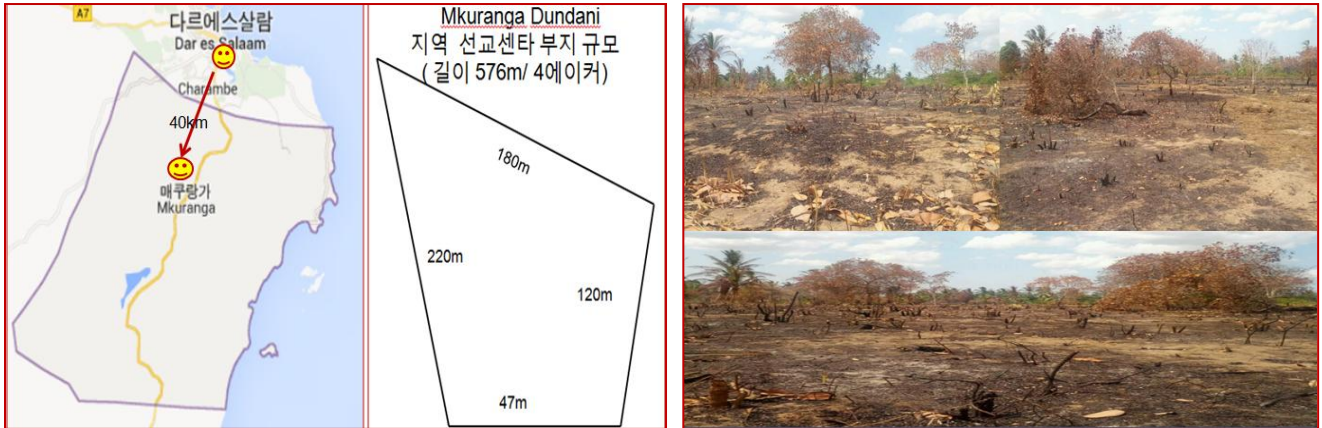 A7
다르에스살람
Dar es Salaam
Charambe
40km
매쿠랑가
Mkuranga
Mkuranga Dundani
지역 선교센타 부지 규모
( 길이 576m/ 4에이커)
180m
220m
120m
47m